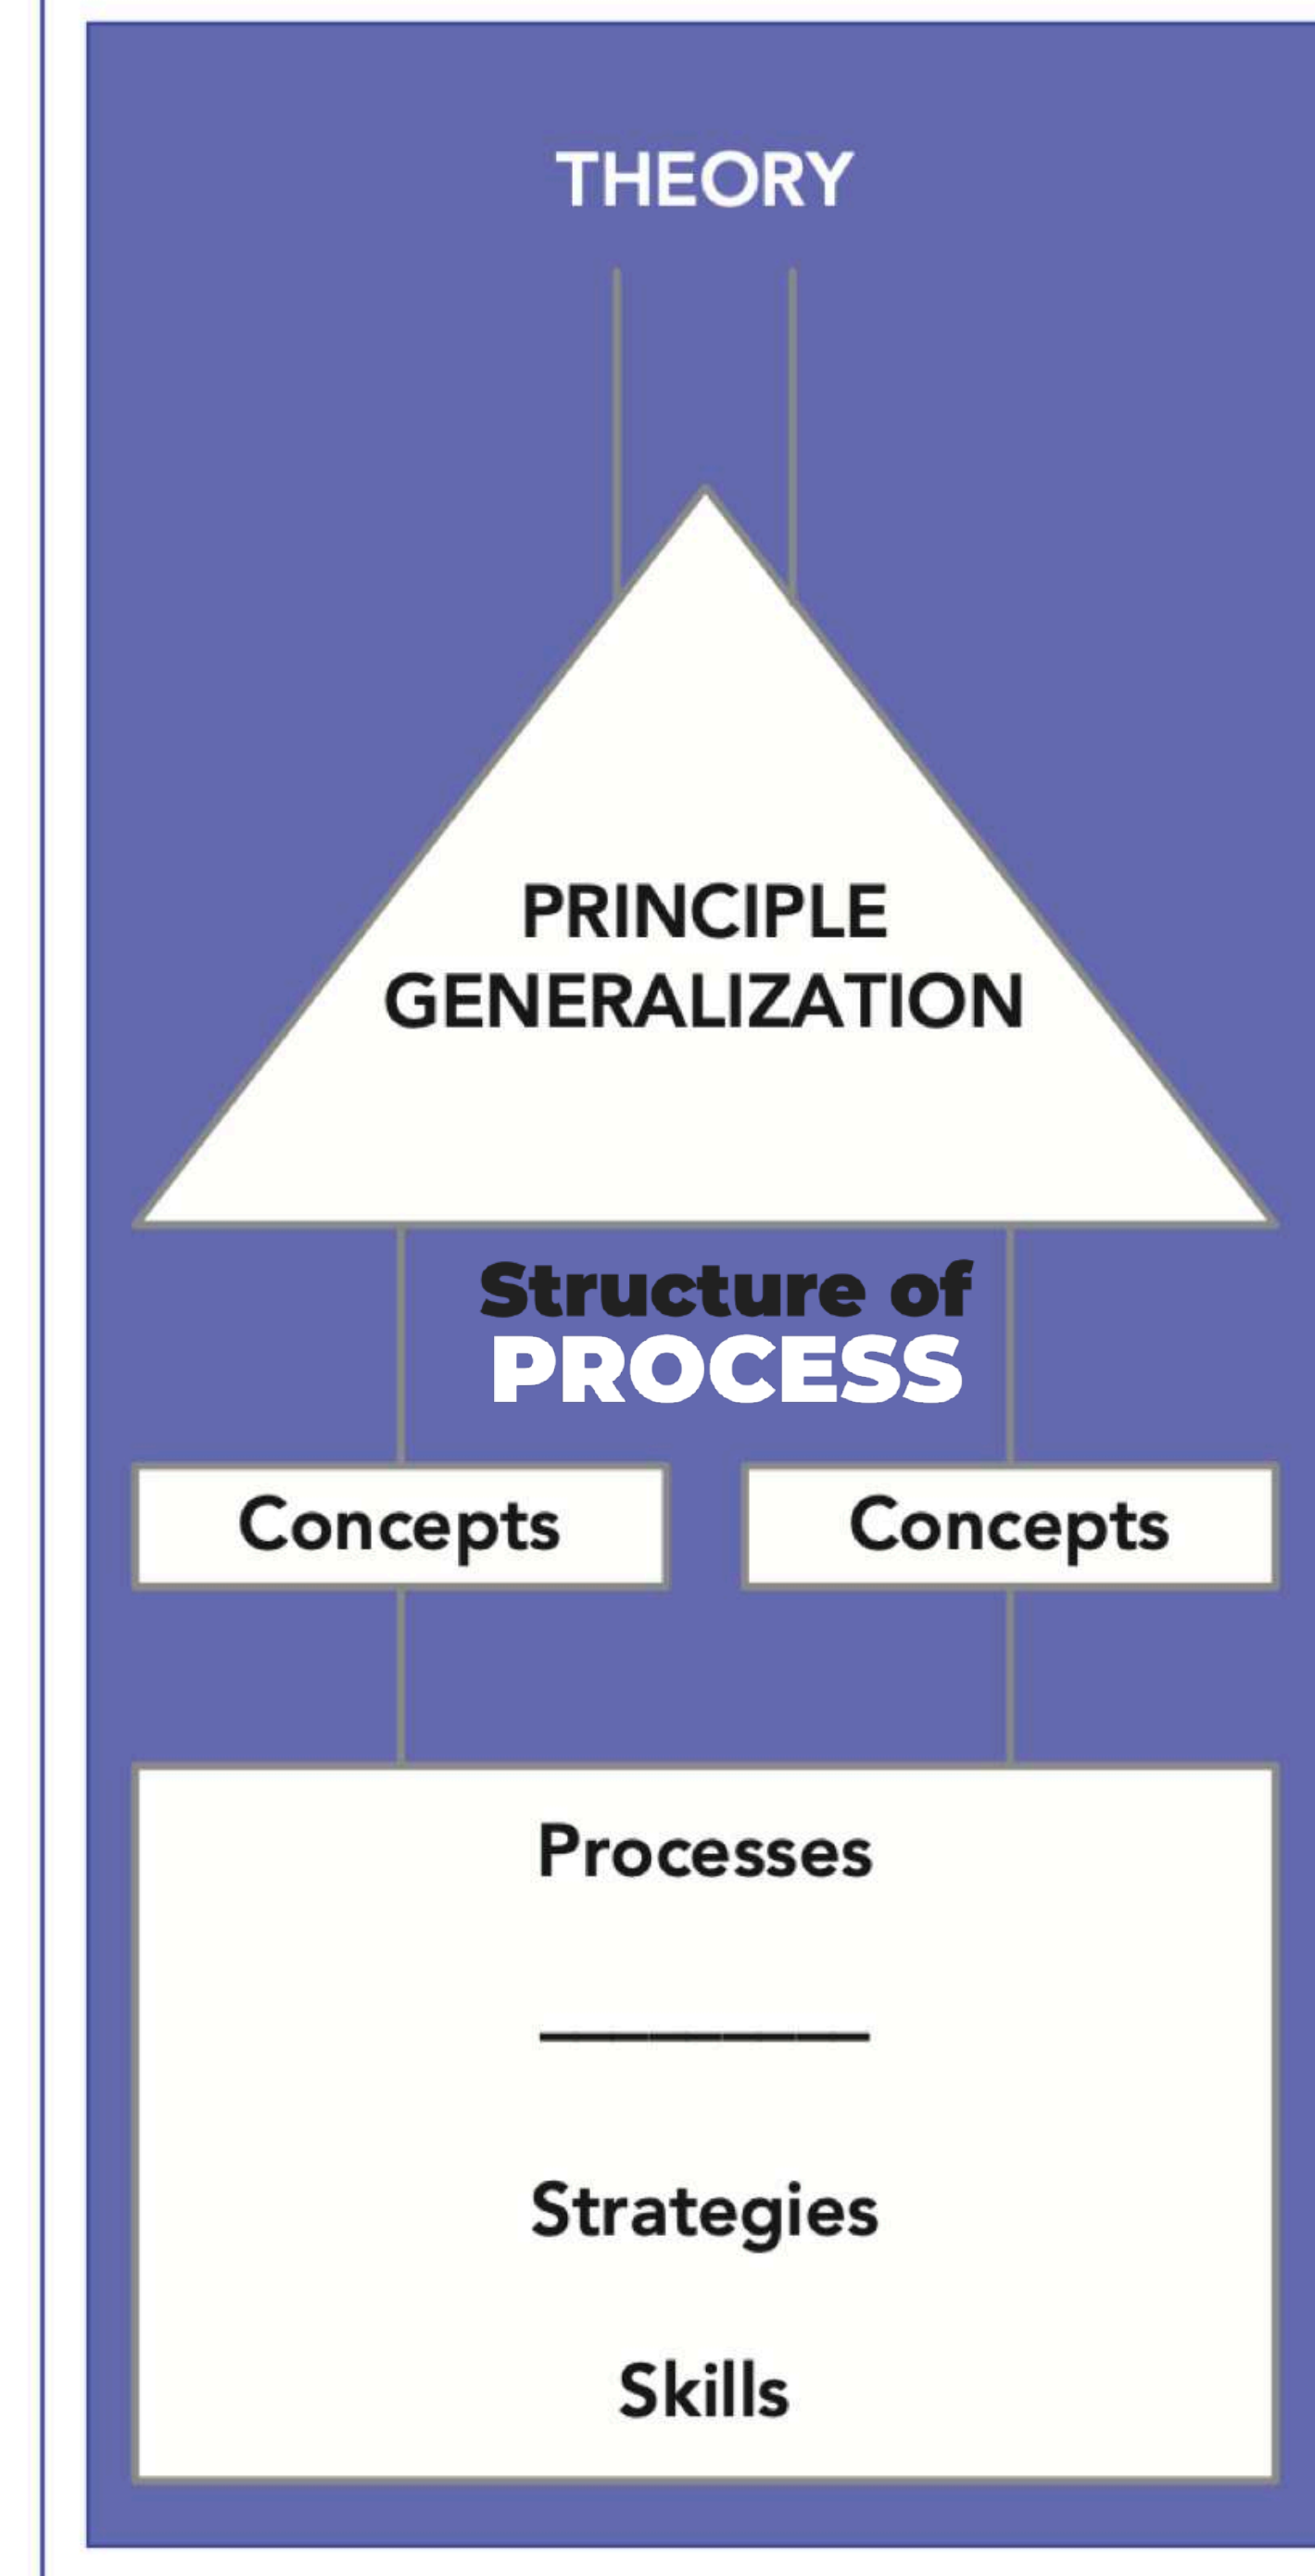 THEORY
PRINCIPLE
GENERALIZATION
Structure of
PROCESS
Concepts Concepts
Processes
Strategies
Skills